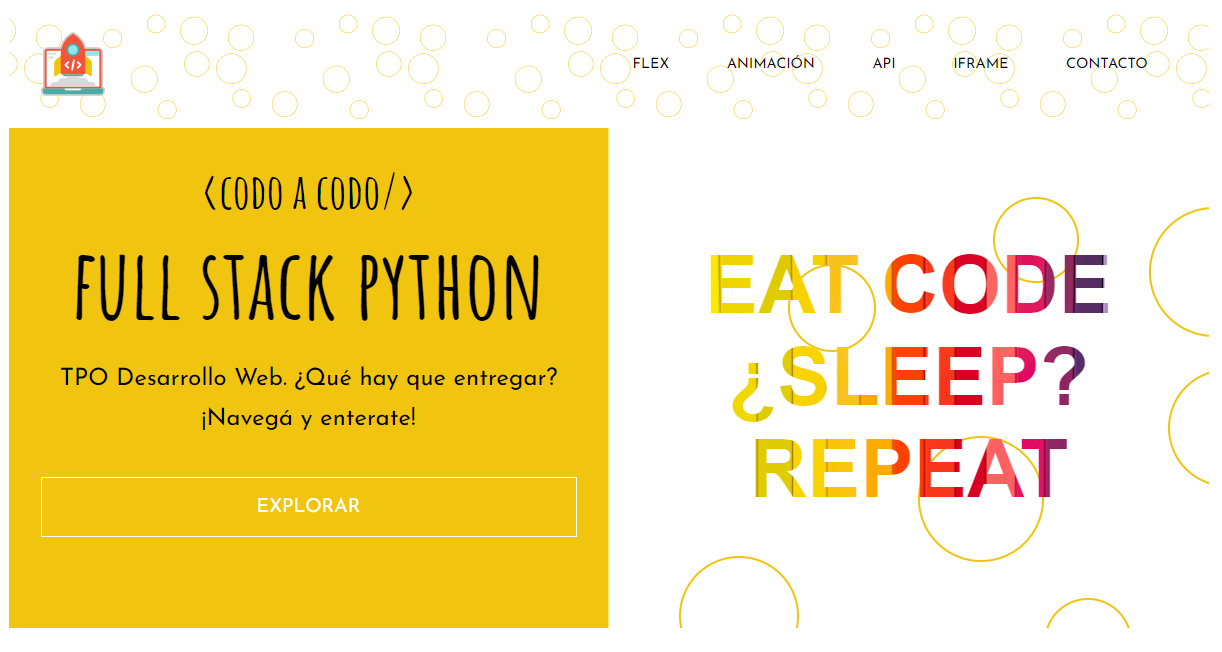 </>
FLEX ANIMACIÓN API IFRAME CONTACTO
<CODO A CODO/>
FULL STACK PYTHON
TPO Desarrollo Web. ¿Qué hay que entregar?
¡Navegá y enterate!
EXPLORAR
EAT CODE
¿SLEEP?
REPEAT